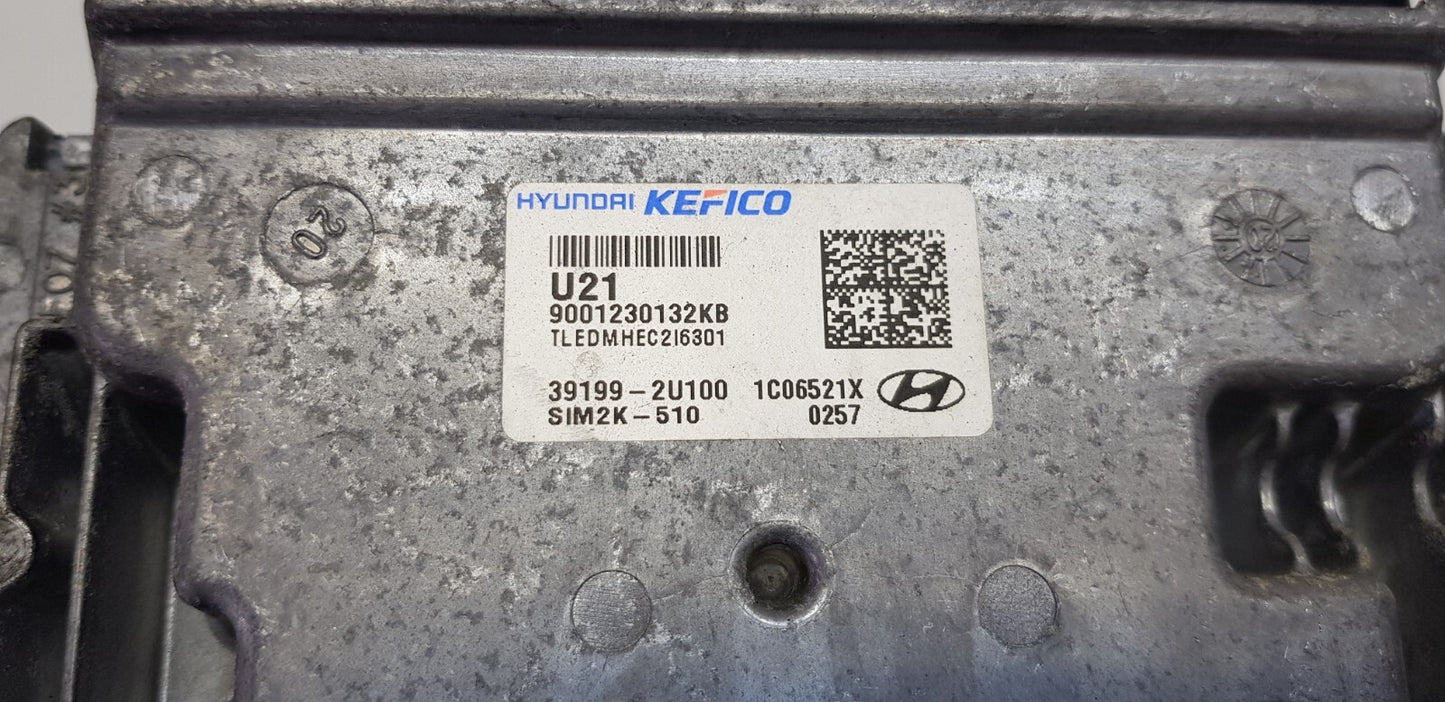 HYUNDAI KEFICO
U21
9001230132KB
TLEDMHEC2I6301
39199-2U100 1C06521X
SIM2K-510 0257
20